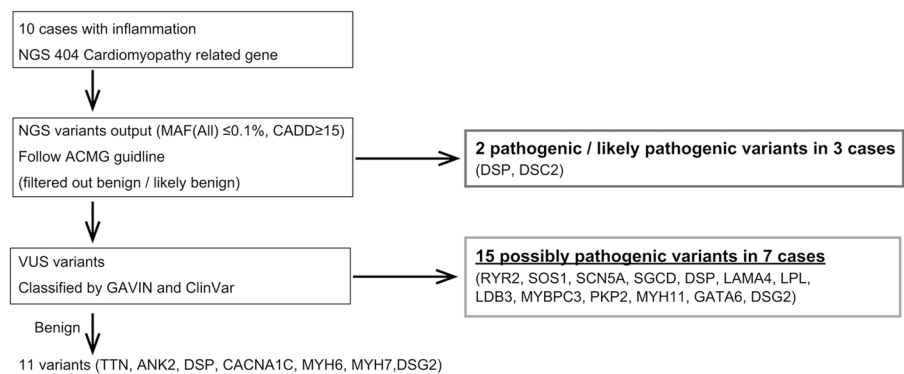 10 cases with inflammation
NGS 404 Cardiomyopathy related gene
NGS variants output (MAF(All) ≤0.1%, CADD≥15)
Follow ACMG guidline
(filtered out benign / likely benign)
2 pathogenic / likely pathogenic variants in 3 cases
(DSP, DSC2)
VUS variants
Classified by GAVIN and ClinVar
15 possibly pathogenic variants in 7 cases
(RYR2, SOS1, SCN5A, SGCD, DSP, LAMA4, LPL,
LDB3, MYBPC3, PKP2, MYH11, GATA6, DSG2)
Benign
11 variants (TTN, ANK2, DSP, CACNA1C, MYH6, MYH7,DSG2)